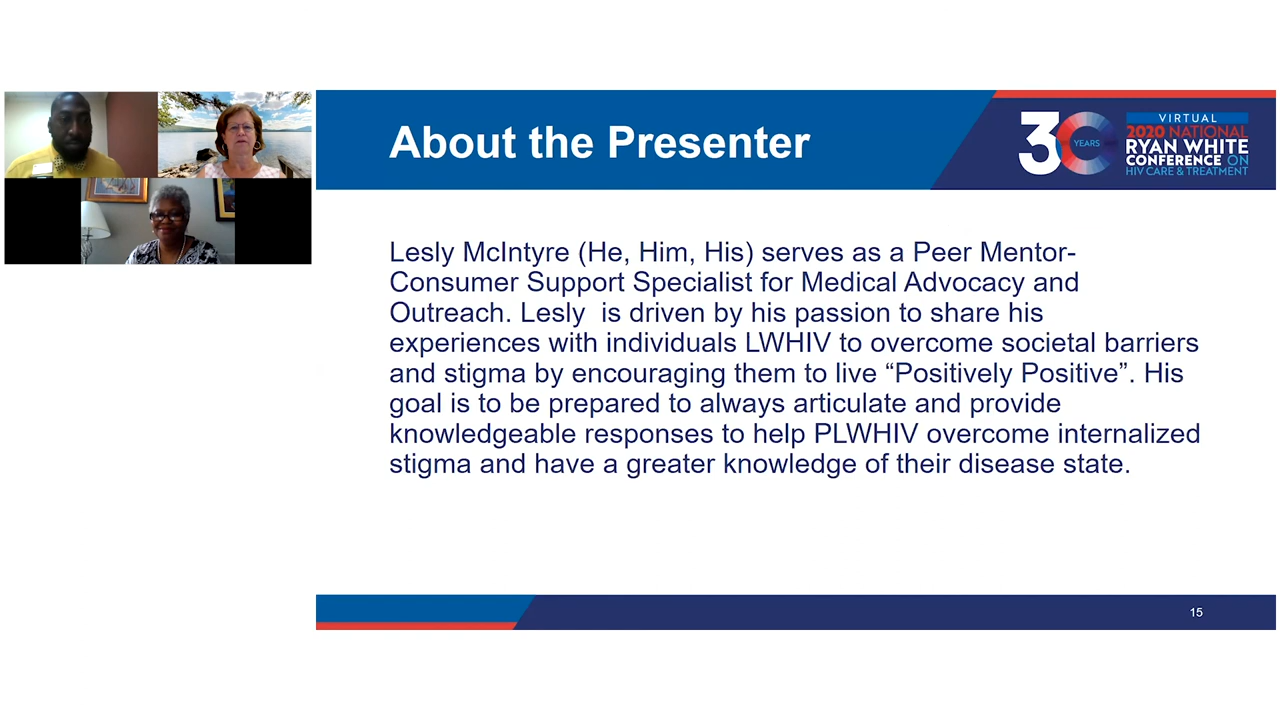 About the Presenter
30 YEARS
VIRTUAL
2020 NATIONAL
RYAN WHITE
CONFERENCE ON
HIV CARE & TREATMENT
Lesly McIntyre (He, Him, His) serves as a Peer Mentor-
Consumer Support Specialist for Medical Advocacy and
Outreach. Lesly  is driven by his passion to share his
experiences with individuals LWHIV to overcome societal barriers
and stigma by encouraging them to live “Positively Positive”. His
goal is to be prepared to always articulate and provide
knowledgeable responses to help PLWHIV overcome internalized
stigma and have a greater knowledge of their disease state.
15